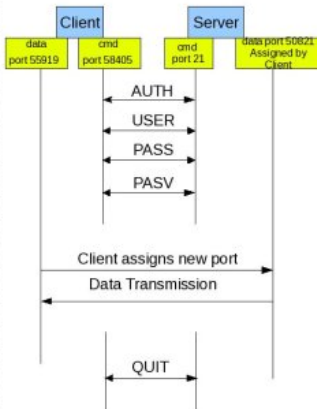 Client
Server
data
port 55919
cmd
port 58405
cmd
port 21
data port 50821
Assigned by
Client
AUTH
USER
PASS
PASV
Client assigns new port
Data Transmission
QUIT